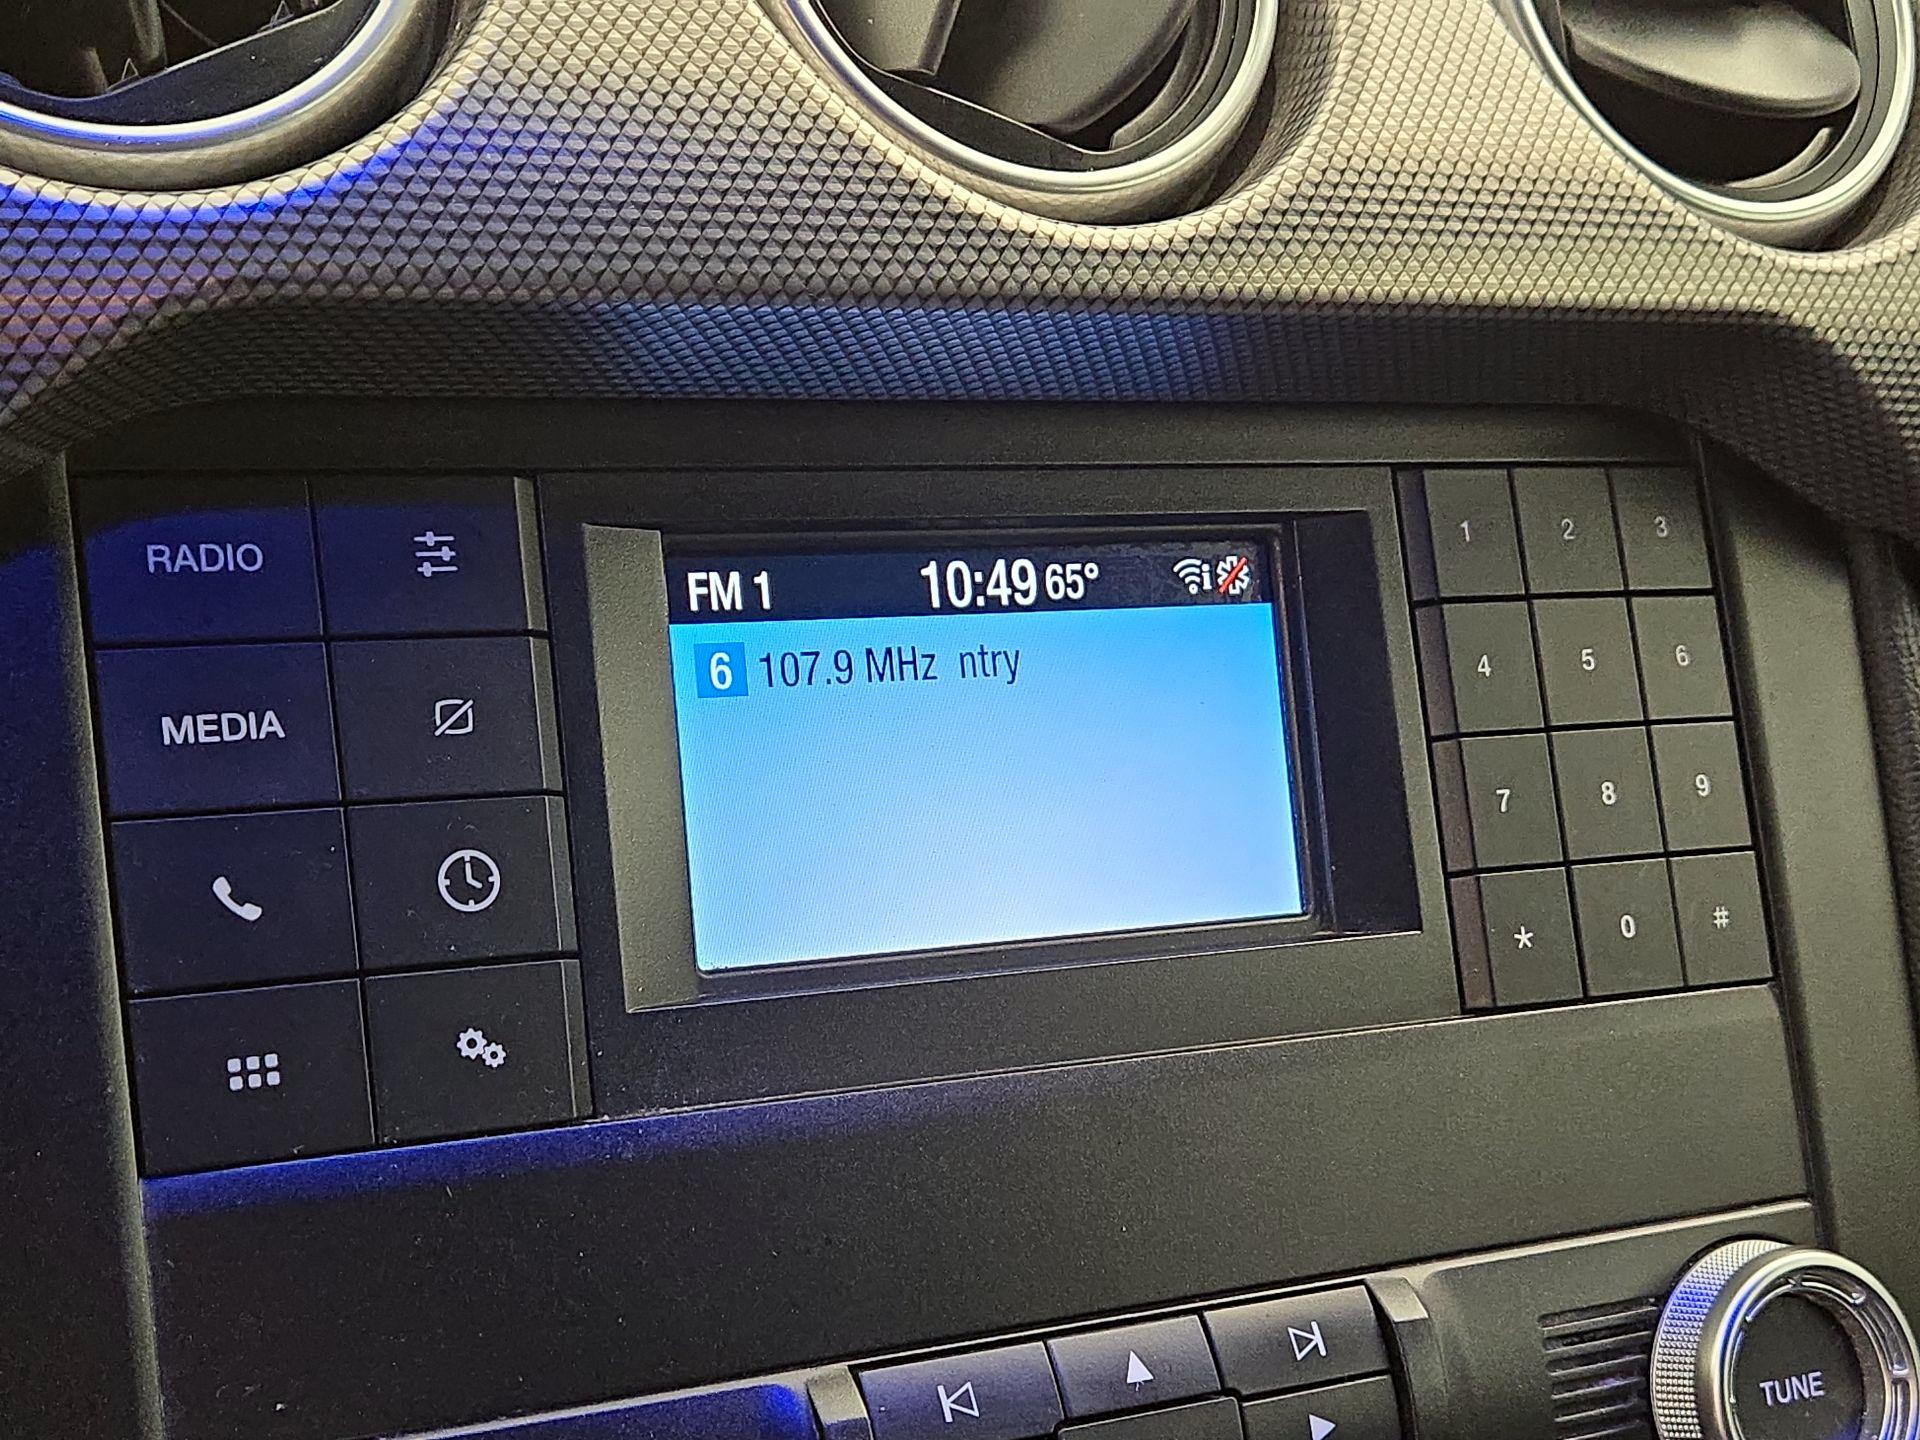 RADIO
MEDIA
FM 1 10:49 65°
6 107.9 MHz ntry
1 2 3
4 5 6
7 8 9
* 0 #
TUNE